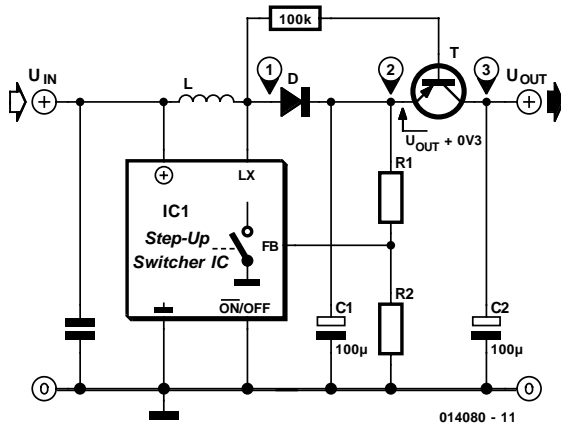 100k
T
1
D
2
3
U IN
L
U OUT
+
+
U OUT + 0V3
R1
+
LX
IC1
Step-Up
Switcher IC
FB
ON/OFF
C1
100µ
R2
C2
100µ
0
0
014080 - 11